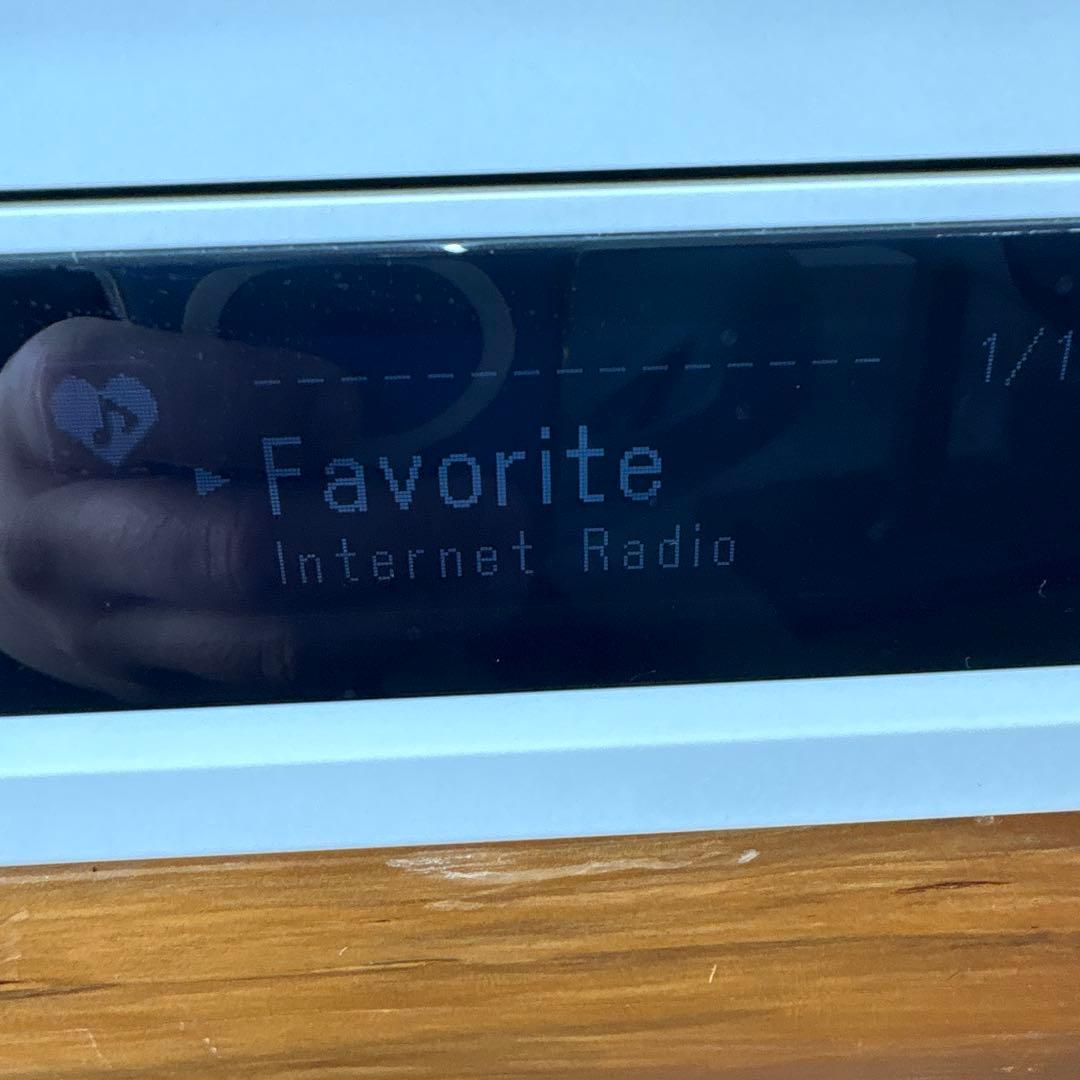 1/1
Favorite
Internet Radio